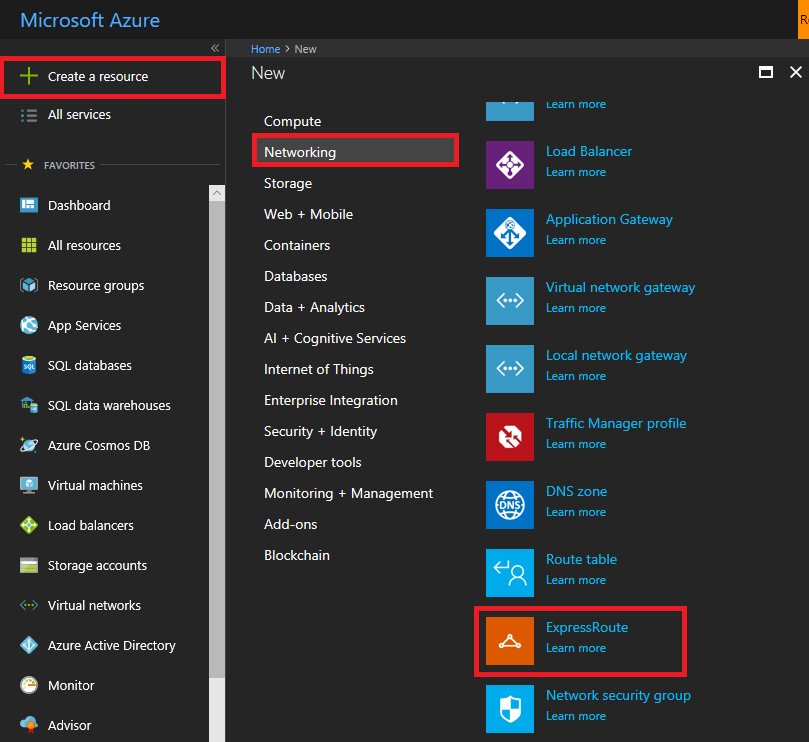 Microsoft Azure
R
«
Home > New
Create a resource
New
All services
FAVORITES
Dashboard
All resources
Resource groups
App Services
SQL
SQL databases
SQL data warehouses
Azure Cosmos DB
Virtual machines
Load balancers
Storage accounts
Virtual networks
Azure Active Directory
Monitor
Advisor
Compute
Networking
Storage
Web + Mobile
Containers
Databases
Data + Analytics
AI + Cognitive Services
Internet of Things
Enterprise Integration
Security + Identity
Developer tools
Monitoring + Management
Add-ons
Blockchain
Learn more
Load Balancer
Learn more
Application Gateway
Learn more
Virtual network gateway
Learn more
Local network gateway
Learn more
Traffic Manager profile
Learn more
DNS
DNS zone
Learn more
Route table
Learn more
ExpressRoute
Learn more
Network security group
Learn more